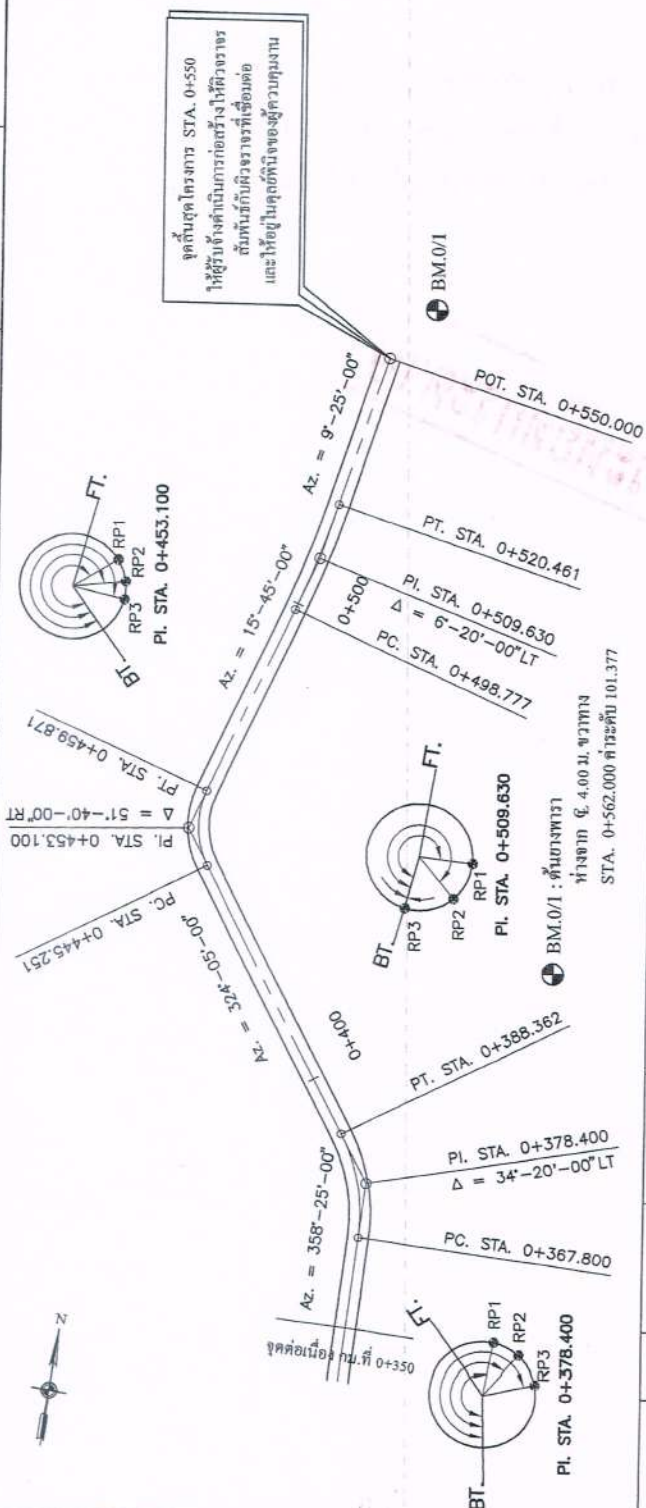 จุดสิ้นสุดโครงการ STA. 0+550
ให้ผู้รับจ้างดำเนินการก่อสร้างให้ผิวจราจร
สัมพันธ์กับผิวจราจรที่เชื่อมต่อ
และให้อยู่ในดุลยพินิจของผู้ควบคุมงาน
BM.0/1
POT. STA. 0+550.000
Az. = 9°-25'-00"
PT. STA. 0+520.461
PI. STA. 0+509.630
Δ = 6°-20'-00"LT
PC. STA. 0+498.777
0+500
Az. = 15°-45'-00"
FT.
RP1
RP2
RP3
BT.
PI. STA. 0+453.100
PT. STA. 0+459.871
Δ = 51°-40'-00"RT
PI. STA. 0+453.100
PC. STA. 0+445.251
Az. = 324°-05'-00"
0+400
FT.
BT.
RP3
RP2
RP1
PI. STA. 0+509.630
BM.0/1 : ต้นยางพารา
ห่างจาก ℄ 4.00 ม. ขวาทาง
STA. 0+562.000 ค่าระดับ 101.377
PT. STA. 0+388.362
PI. STA. 0+378.400
Δ = 34°-20'-00"LT
PC. STA. 0+367.800
Az. = 358°-25'-00"
จุดต่อเนื่อง กม.ที่ 0+350
N
FT.
RP1
RP2
RP3
BT.
PI. STA. 0+378.400